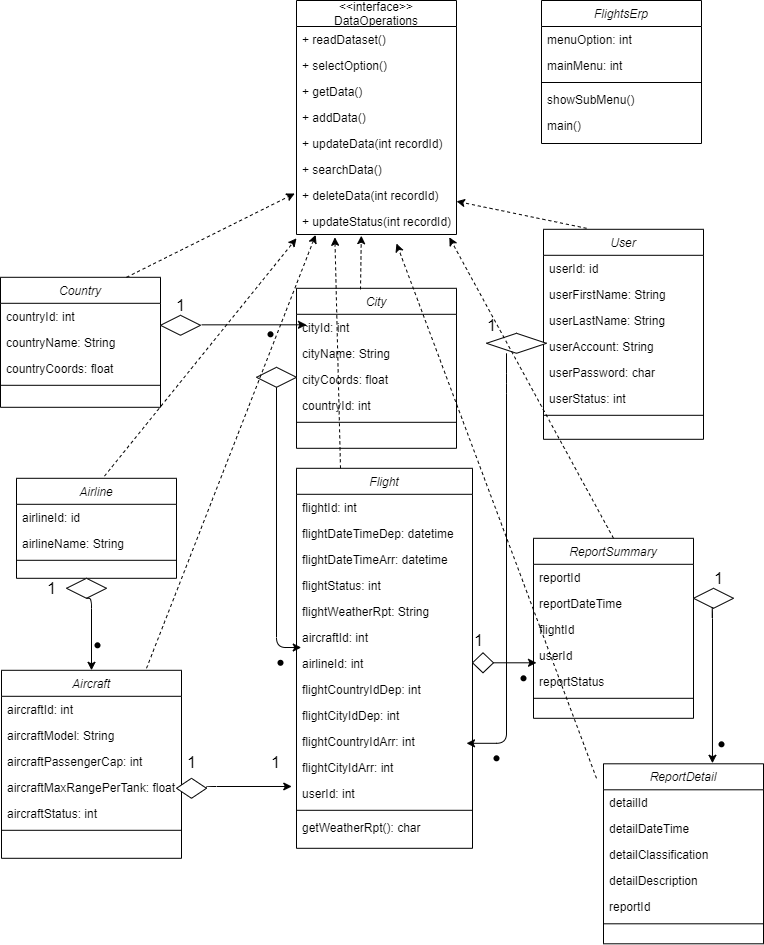 <<interface>>
DataOperations
+ readDataset()
+ selectOption()
+ getData()
+ addData()
+ updateData(int recordId)
+ searchData()
+ deleteData(int recordId)
+ updateStatus(int recordId)
FlightsErp
menuOption: int
mainMenu: int
showSubMenu()
main()
Country
countryId: int
countryName: String
countryCoords: float
1
City
cityId: int
cityName: String
cityCoords: float
countryId: int
1
User
userId: id
userFirstName: String
userLastName: String
userAccount: String
userPassword: char
userStatus: int
Airline
airlineId: id
airlineName: String
1
Flight
flightId: int
flightDateTimeDep: datetime
flightDateTimeArr: datetime
flightStatus: int
flightWeatherRpt: String
aircraftId: int
airlineId: int
flightCountryIdDep: int
flightCityIdDep: int
flightCountryIdArr: int
flightCityIdArr: int
userId: int
getWeatherRpt(): char
1
ReportSummary
reportId
reportDateTime
flightId
userId
reportStatus
1
Aircraft
aircraftId: int
aircraftModel: String
aircraftPassengerCap: int
aircraftMaxRangePerTank: float
aircraftStatus: int
1
1
ReportDetail
detailId
detailDateTime
detailClassification
detailDescription
reportId